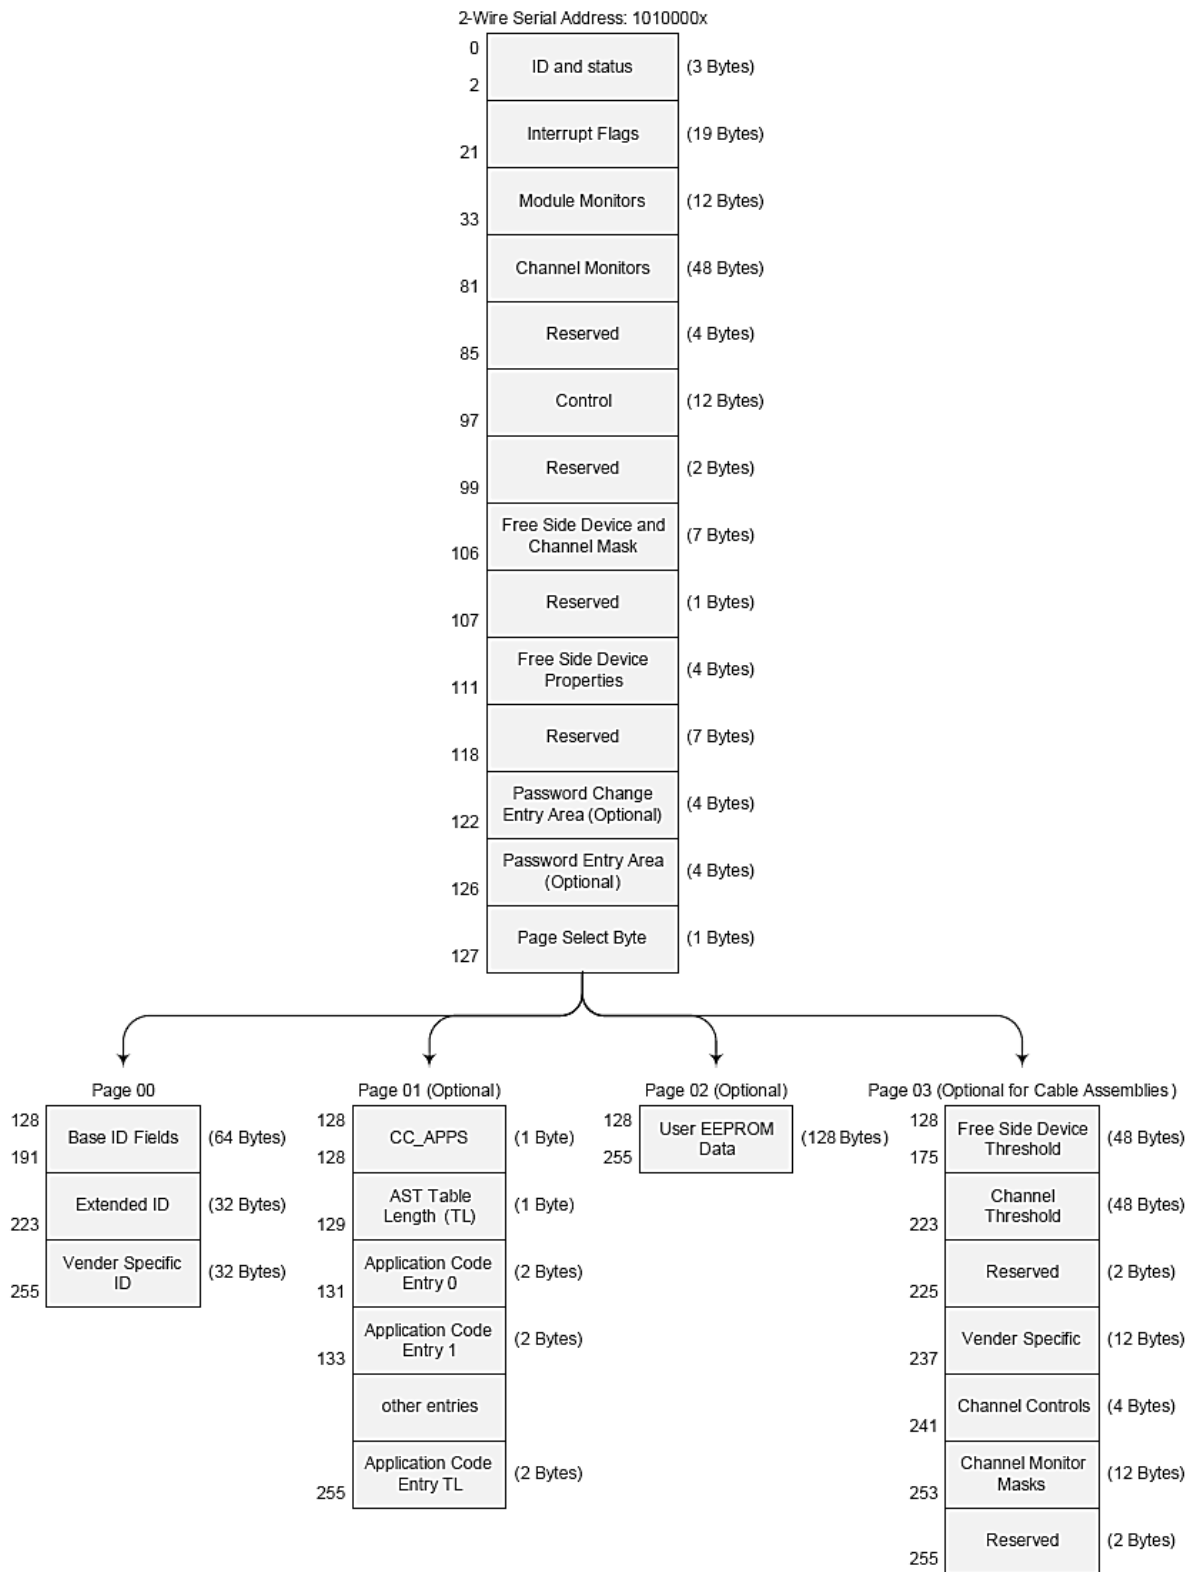 2-Wire Serial Address: 1010000x
0
ID and status (3 Bytes)
2
Interrupt Flags (19 Bytes)
21
Module Monitors (12 Bytes)
33
Channel Monitors (48 Bytes)
81
Reserved (4 Bytes)
85
Control (12 Bytes)
97
Reserved (2 Bytes)
99
Free Side Device and
Channel Mask (7 Bytes)
106
Reserved (1 Bytes)
107
Free Side Device
Properties (4 Bytes)
111
Reserved (7 Bytes)
118
Password Change
Entry Area (Optional) (4 Bytes)
122
Password Entry Area
(Optional) (4 Bytes)
126
Page Select Byte (1 Bytes)
127
Page 00
128
Base ID Fields (64 Bytes)
191
Extended ID (32 Bytes)
223
Vender Specific
ID (32 Bytes)
255
Page 01 (Optional)
128
CC_APPS (1 Byte)
128
AST Table
Length (TL) (1 Byte)
129
Application Code
Entry 0 (2 Bytes)
131
Application Code
Entry 1 (2 Bytes)
133
other entries
Application Code
Entry TL (2 Bytes)
255
Page 02 (Optional)
128
User EEPROM
Data (128 Bytes)
255
Page 03 (Optional for Cable Assemblies)
128
Free Side Device
Threshold (48 Bytes)
175
Channel
Threshold (48 Bytes)
223
Reserved (2 Bytes)
225
Vender Specific (12 Bytes)
237
Channel Controls (4 Bytes)
241
Channel Monitor
Masks (12 Bytes)
253
Reserved (2 Bytes)
255